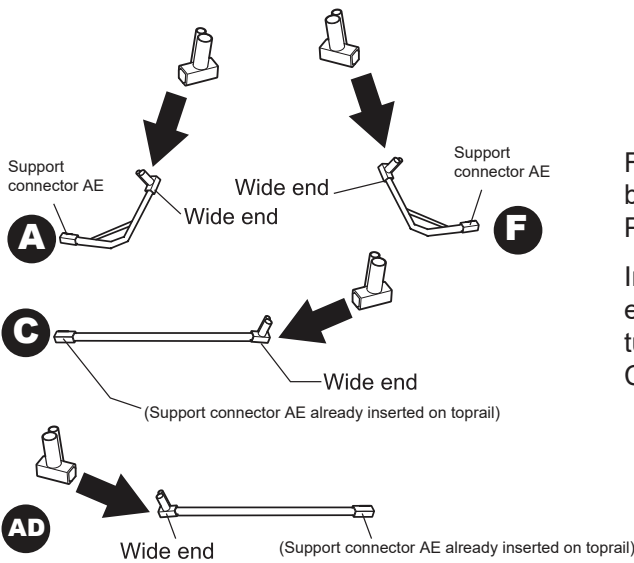 Support
connector AE
A
Wide end
Wide end
Support
connector AE
F
C
Wide end
(Support connector AE already inserted on toprail)
AD
Wide end
(Support connector AE already inserted on toprail)